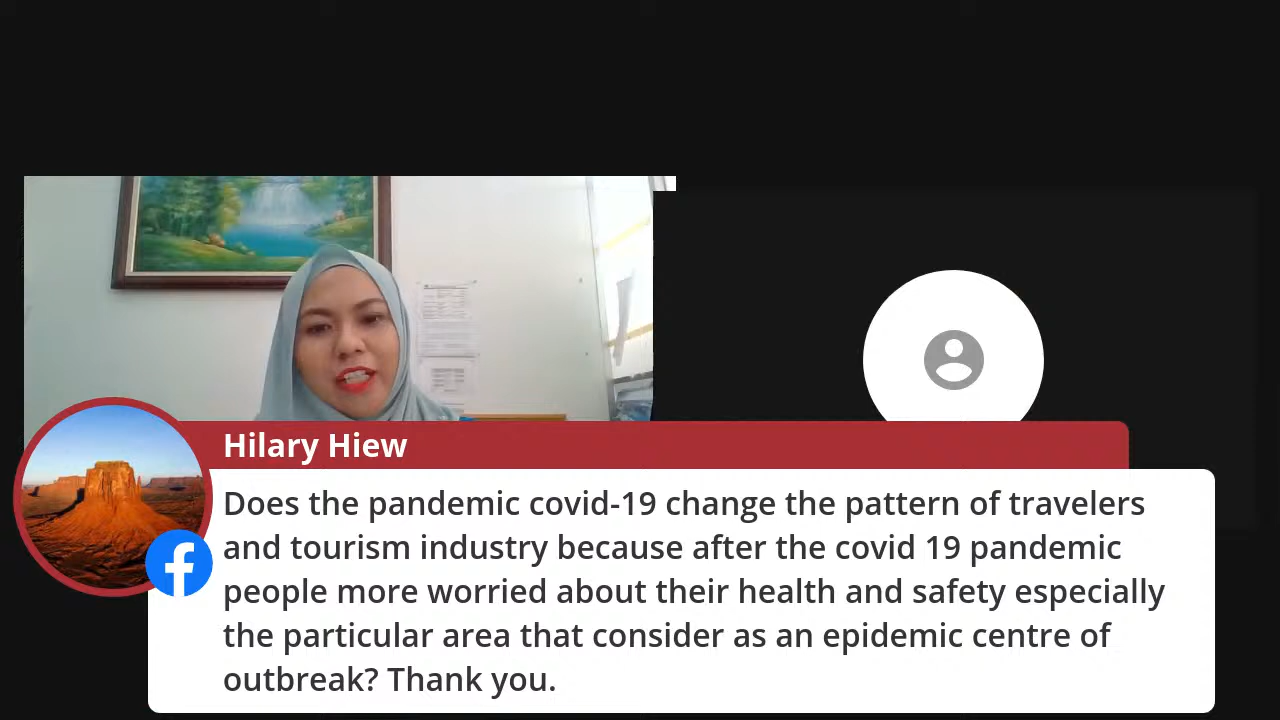 Hilary Hiew
Does the pandemic covid-19 change the pattern of travelers
and tourism industry because after the covid 19 pandemic
people more worried about their health and safety especially
the particular area that consider as an epidemic centre of
outbreak? Thank you.